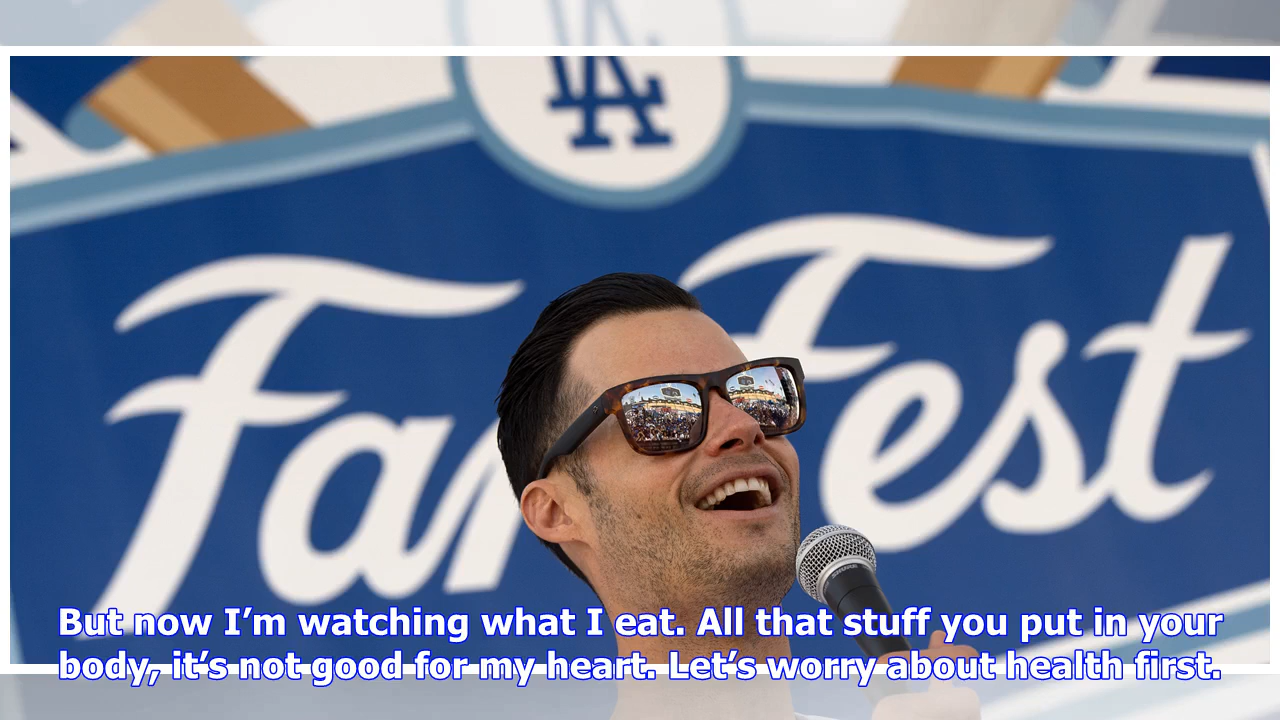 LA
FanFest
But now I’m watching what I eat. All that stuff you put in your
body, it’s not good for my heart. Let’s worry about health first.